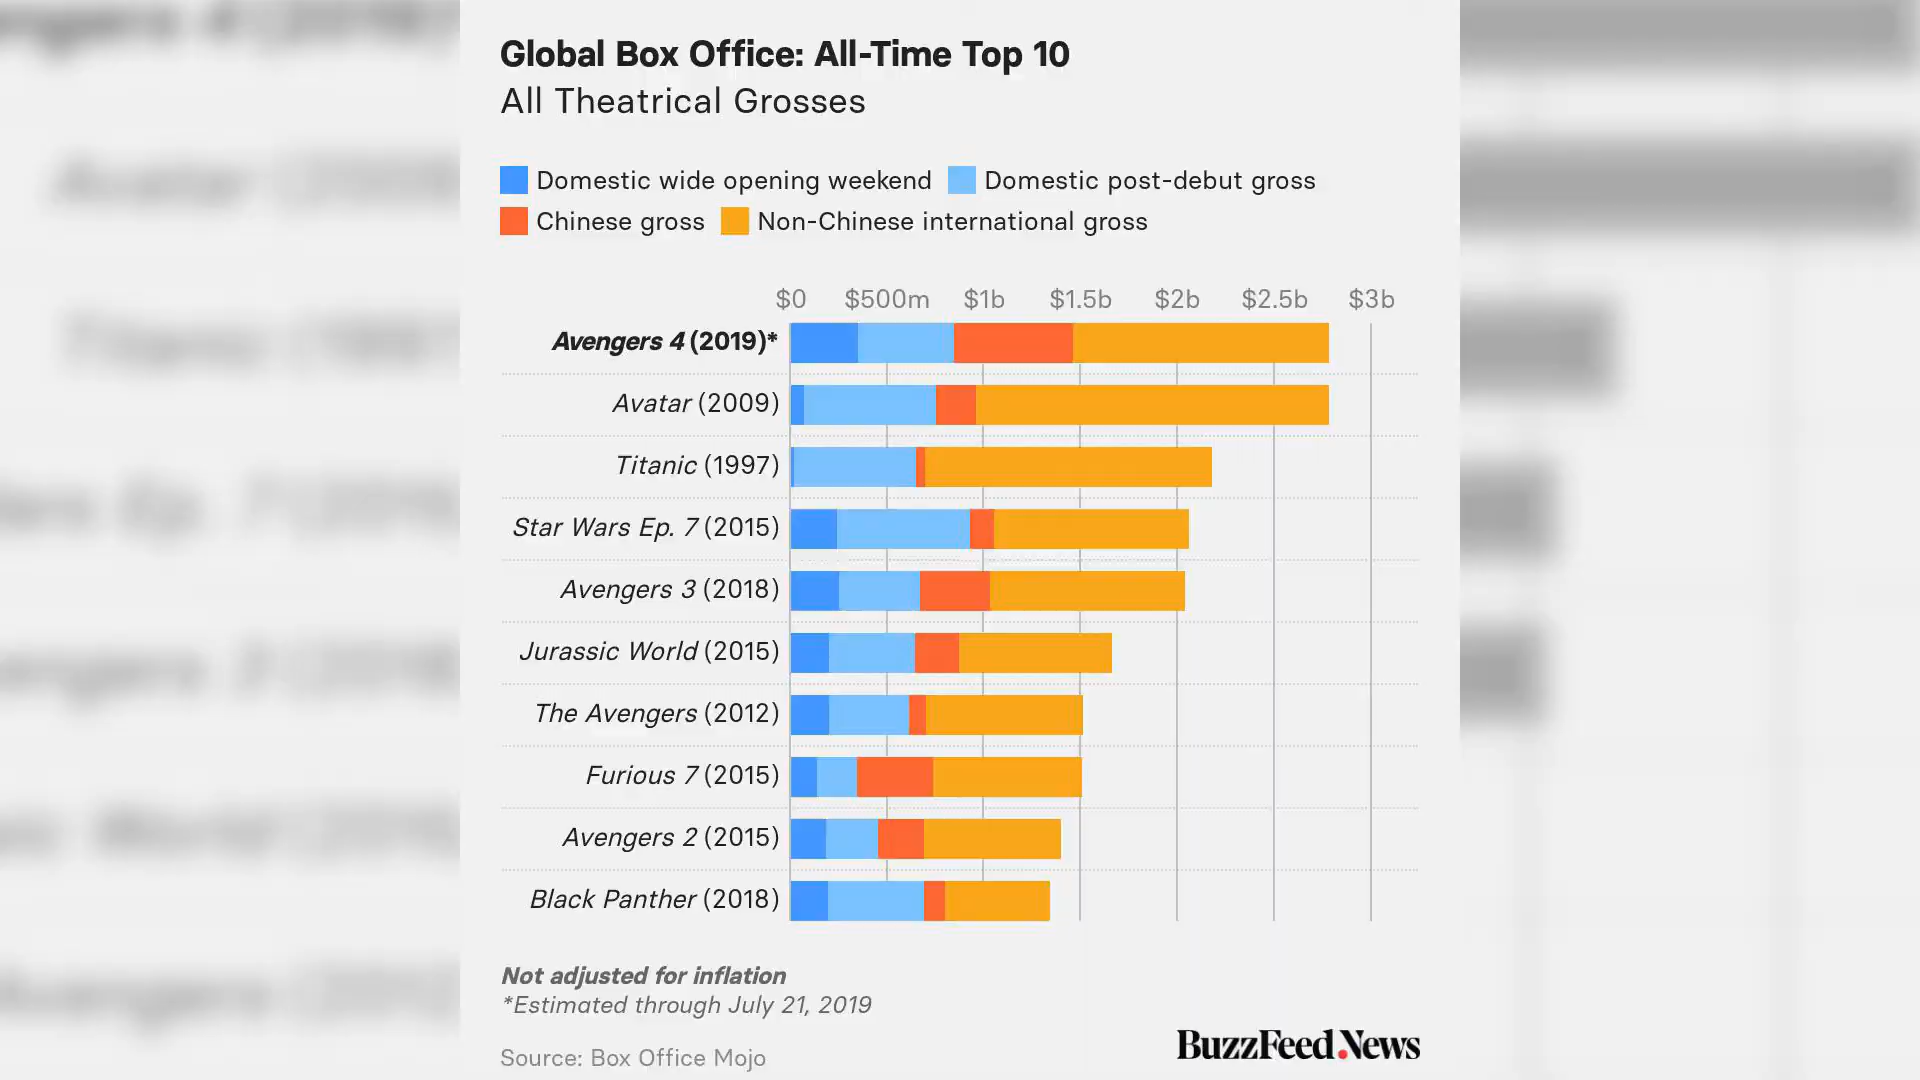 Global Box Office: All-Time Top 10
All Theatrical Grosses
Domestic wide opening weekend Domestic post-debut gross
Chinese gross Non-Chinese international gross
$0 $500m $1b $1.5b $2b $2.5b $3b
Avengers 4 (2019)*
Avatar (2009)
Titanic (1997)
Star Wars Ep. 7 (2015)
Avengers 3 (2018)
Jurassic World (2015)
The Avengers (2012)
Furious 7 (2015)
Avengers 2 (2015)
Black Panther (2018)
Not adjusted for inflation
*Estimated through July 21, 2019
Source: Box Office Mojo
BuzzFeed.News